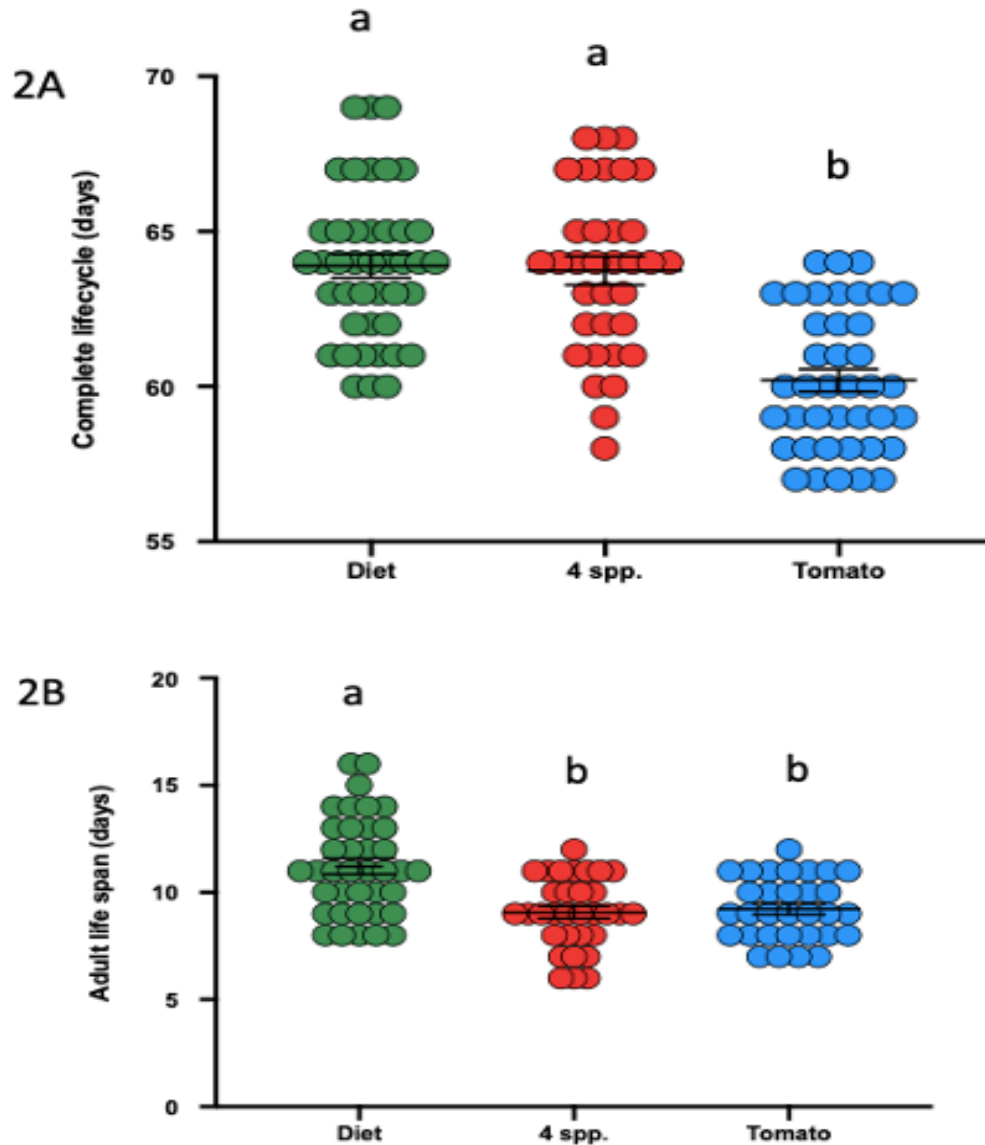 2A
a
a
b
Complete lifecycle (days)
70
65
60
55
Diet 4 spp. Tomato
2B
a
b
b
Adult life span (days)
20
15
10
5
0
Diet 4 spp. Tomato